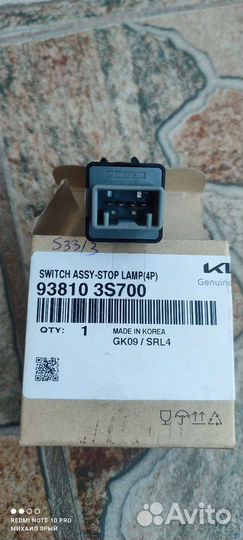 S33/3
SWITCH ASSY-STOP LAMP(4P)
93810 3S700
KIA
Genuine
QTY: 1
MADE IN KOREA
GK09 / SRL4
REDMI NOTE 10 PRO
МИХАИЛ ЯРЫЙ
Avito